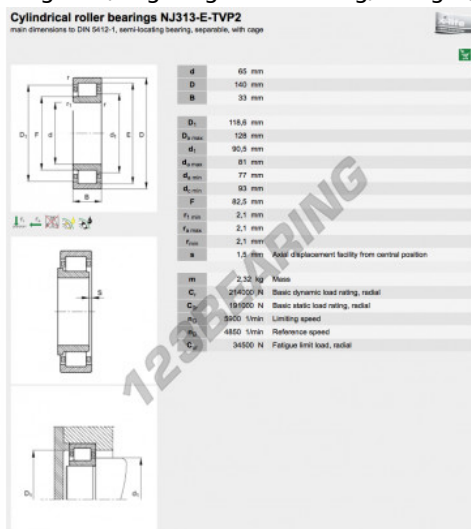 Cylindrical roller bearings NJ313-E-TVP2
main dimensions to DIN 5412-1, semi-locating bearing, separable, with cage
d 65 mm
D 140 mm
B 33 mm
D1 118,6 mm
Da max 128 mm
d1 90,5 mm
da max 81 mm
da min 77 mm
dc min 93 mm
F 82,5 mm
r1 min 2,1 mm
ra max 2,1 mm
rmin 2,1 mm
s 1,5 mm Axial displacement facility from central position
m 2,32 kg Mass
Cr 214000 N Basic dynamic load rating, radial
191000 N Basic static load rating, radial
nG 5900 1/min Limiting speed
4850 1/min Reference speed
34500 N Fatigue limit load, radial
r
r1
D1 F d d1 E D
B
s
123BEARING